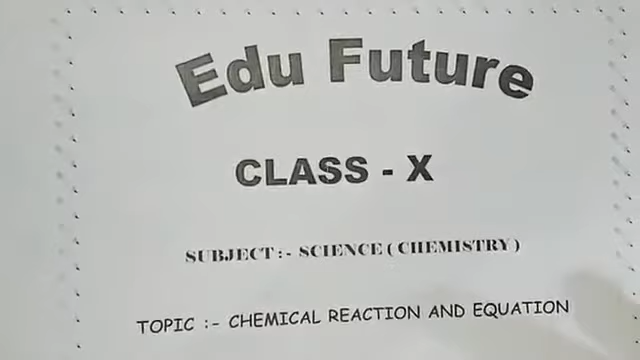 Edu Future
CLASS - X
SUBJECT :- SCIENCE ( CHEMISTRY )
TOPIC :- CHEMICAL REACTION AND EQUATION